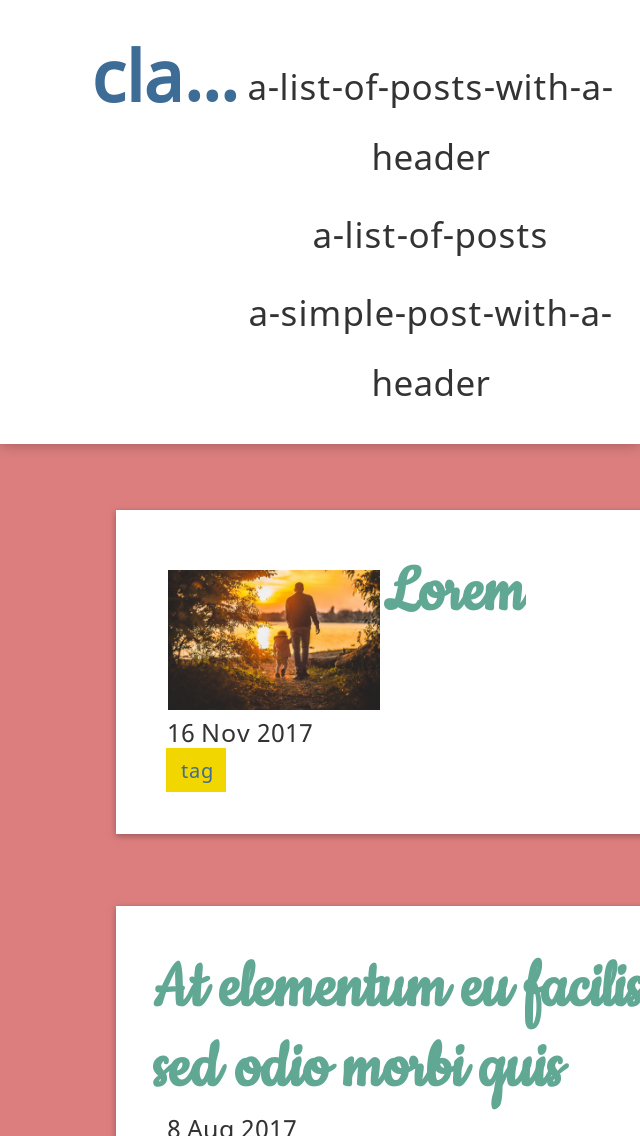 cla...
a-list-of-posts-with-a-
header
a-list-of-posts
a-simple-post-with-a-
header
Lorem
16 Nov 2017
tag
At elementum eu facilis
sed odio morbi quis
8 Aug 2017